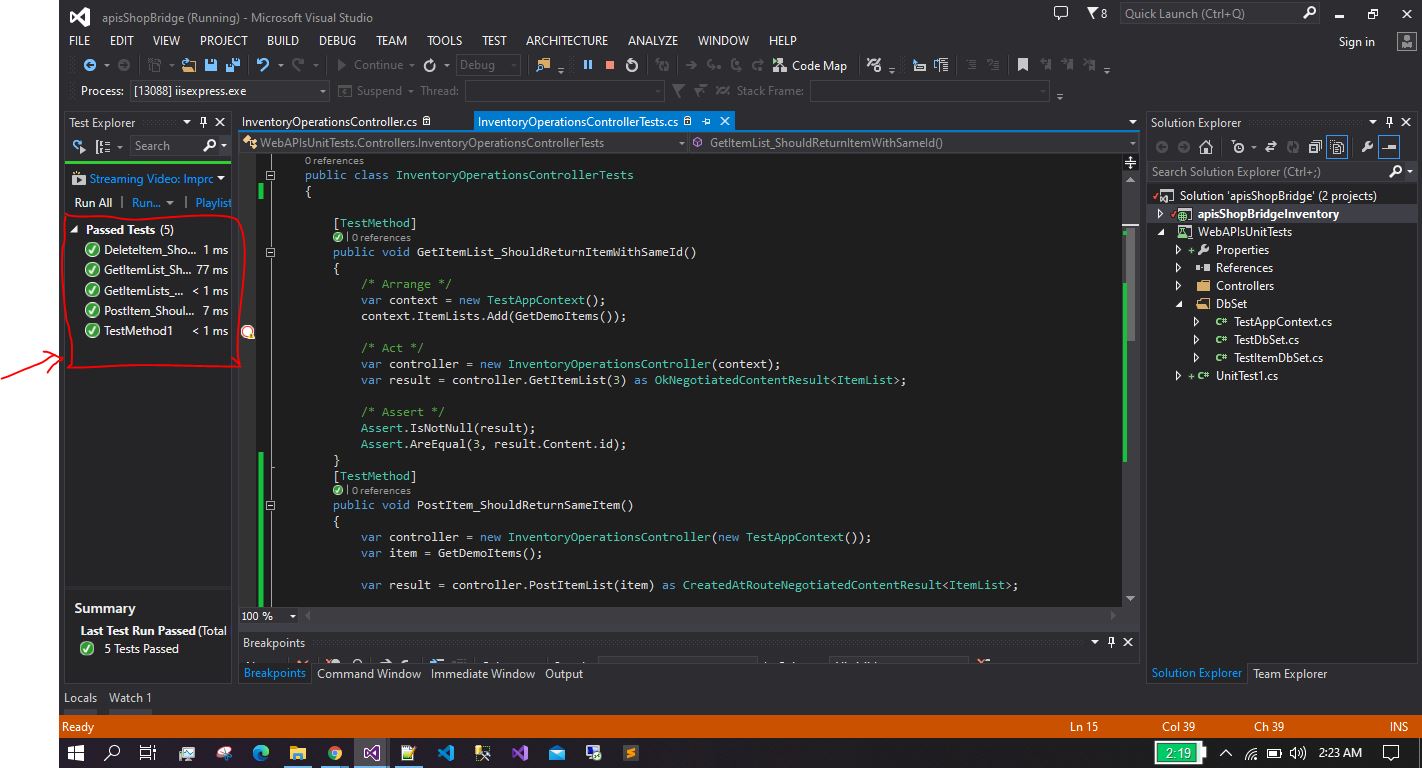 apisShopBridge (Running) - Microsoft Visual Studio
8
Quick Launch (Ctrl+Q)
FILE EDIT VIEW PROJECT BUILD DEBUG TEAM TOOLS TEST ARCHITECTURE ANALYZE WINDOW HELP
Sign in
Continue
Debug
Code Map
Process: [13088] iisexpress.exe
Suspend
Thread:
Stack Frame:
Test Explorer
Search
Streaming Video: Impro
Run All
Run...
Playlist
Passed Tests (5)
DeleteItem_Sho... 1 ms
GetItemList_Sh... 77 ms
GetItemLists_... < 1 ms
PostItem_Shoul... 7 ms
TestMethod1 < 1 ms
Summary
Last Test Run Passed (Total
5 Tests Passed
InventoryOperationsController.cs
InventoryOperationsControllerTests.cs
WebAPIsUnitTests.Controllers.InventoryOperationsControllerTests
GetItemList_ShouldReturnItemWithSameId()
0 references
public class InventoryOperationsControllerTests
{
[TestMethod]
0 references
public void GetItemList_ShouldReturnItemWithSameId()
{
/* Arrange */
var context = new TestAppContext();
context.ItemLists.Add(GetDemoItems());
/* Act */
var controller = new InventoryOperationsController(context);
var result = controller.GetItemList(3) as OkNegotiatedContentResult<ItemList>;
/* Assert */
Assert.IsNotNull(result);
Assert.AreEqual(3, result.Content.id);
}
[TestMethod]
0 references
public void PostItem_ShouldReturnSameItem()
{
var controller = new InventoryOperationsController(new TestAppContext());
var item = GetDemoItems();
var result = controller.PostItemList(item) as CreatedAtRouteNegotiatedContentResult<ItemList>;
100 %
Breakpoints
Breakpoints Command Window Immediate Window Output
Solution Explorer
Search Solution Explorer (Ctrl+;)
Solution 'apisShopBridge' (2 projects)
apisShopBridgeInventory
WebAPIsUnitTests
Properties
References
Controllers
DbSet
TestAppContext.cs
TestDbSet.cs
TestItemDbSet.cs
UnitTest1.cs
Solution Explorer Team Explorer
Locals Watch 1
Ready
Ln 15
Col 39
Ch 39
INS
2:19
2:23 AM